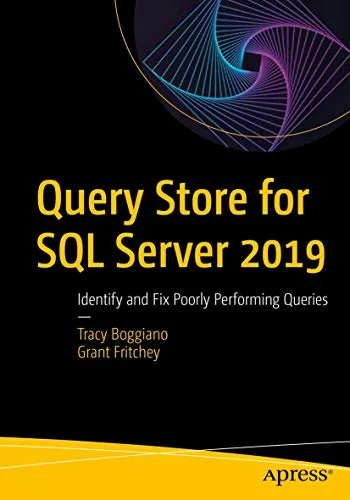 Query Store for
SQL Server 2019
Identify and Fix Poorly Performing Queries
—
Tracy Boggiano
Grant Fritchey
Apress®